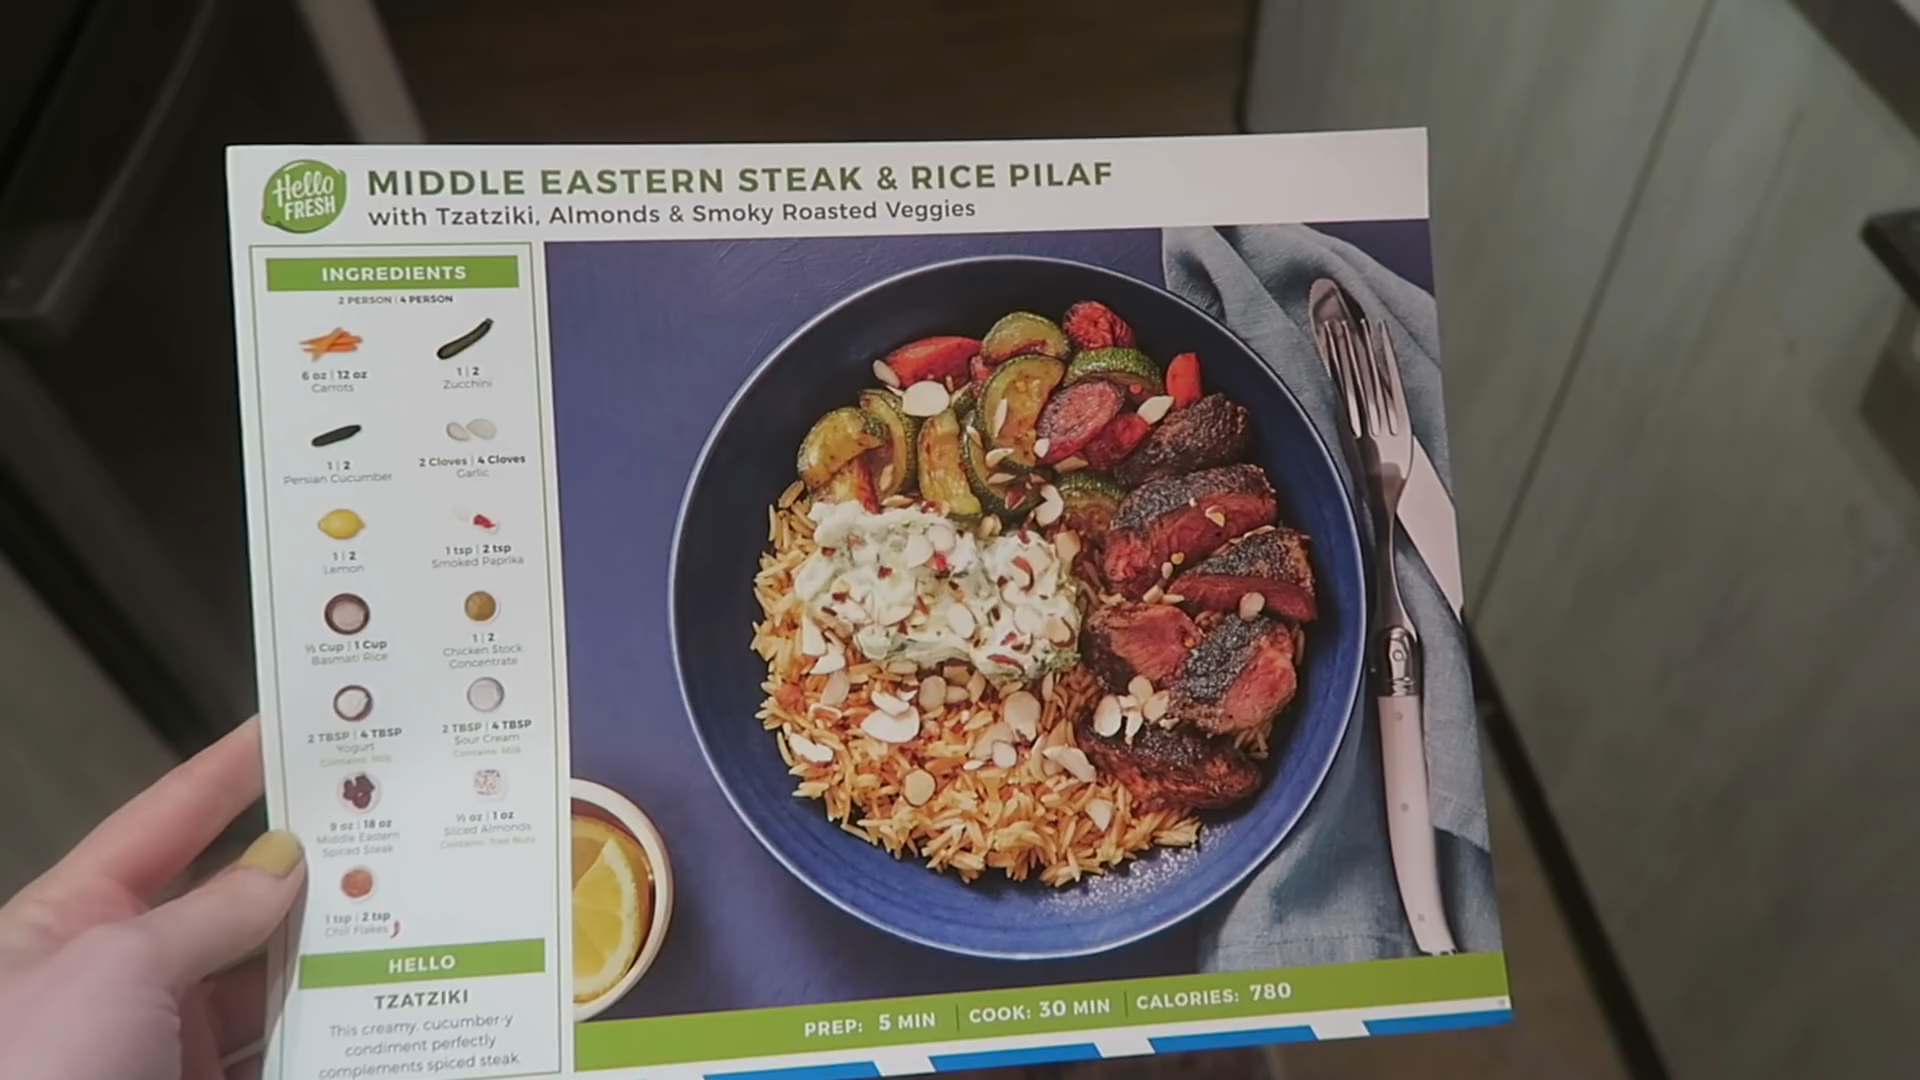 Hello
FRESH
MIDDLE EASTERN STEAK & RICE PILAF
with Tzatziki, Almonds & Smoky Roasted Veggies
INGREDIENTS
2 PERSON | 4 PERSON
6 oz | 12 oz
Carrots
1 | 2
Zucchini
1 | 2
Persian Cucumber
2 Cloves | 4 Cloves
Garlic
1 | 2
Lemon
1 tsp | 2 tsp
Smoked Paprika
½ Cup | 1 Cup
Basmati Rice
1 | 2
Chicken Stock
Concentrate
2 TBSP | 4 TBSP
Yogurt
Contains: Milk
2 TBSP | 4 TBSP
Sour Cream
Contains: Milk
9 oz | 18 oz
Middle Eastern
Spiced Steak
½ oz | 1 oz
Sliced Almonds
Contains: Tree Nuts
1 tsp | 2 tsp
Chili Flakes
HELLO
TZATZIKI
This creamy, cucumber-y
condiment perfectly
complements spiced steak
PREP: 5 MIN | COOK: 30 MIN | CALORIES: 780